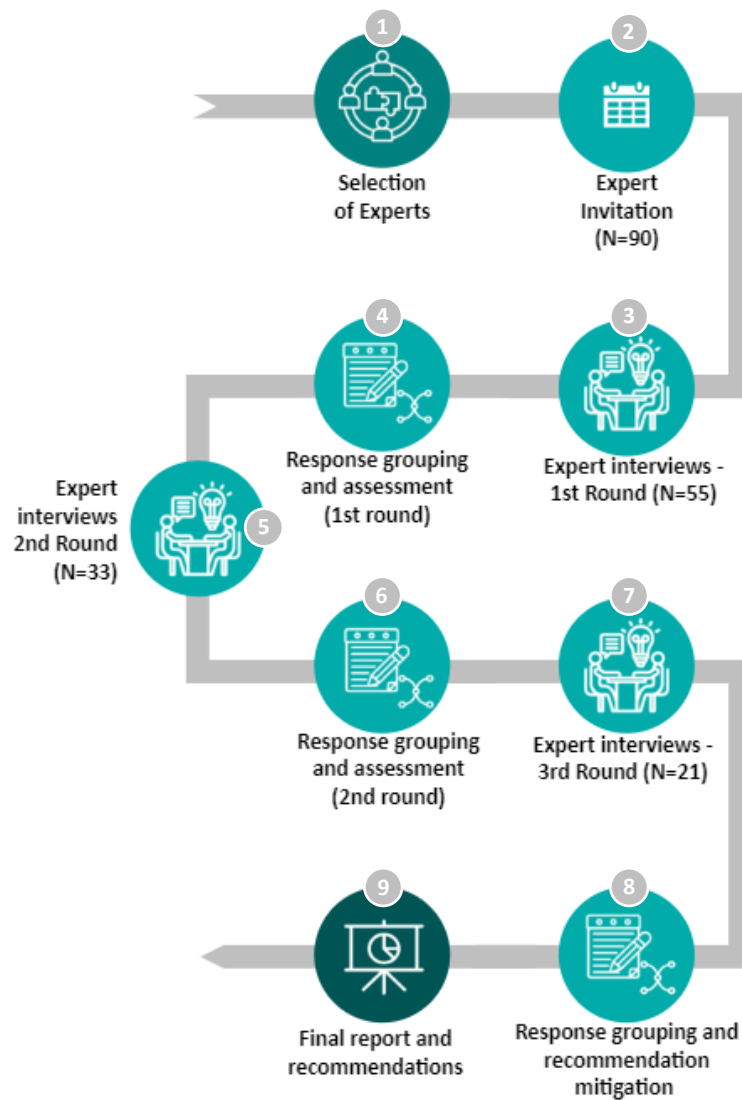 1
Selection
of Experts
2
Expert
Invitation
(N=90)
3
Expert interviews -
1st Round (N=55)
4
Response grouping
and assessment
(1st round)
5
Expert
interviews
2nd Round
(N=33)
6
Response grouping
and assessment
(2nd round)
7
Expert interviews -
3rd Round (N=21)
8
Response grouping and
recommendation
mitigation
9
Final report and
recommendations